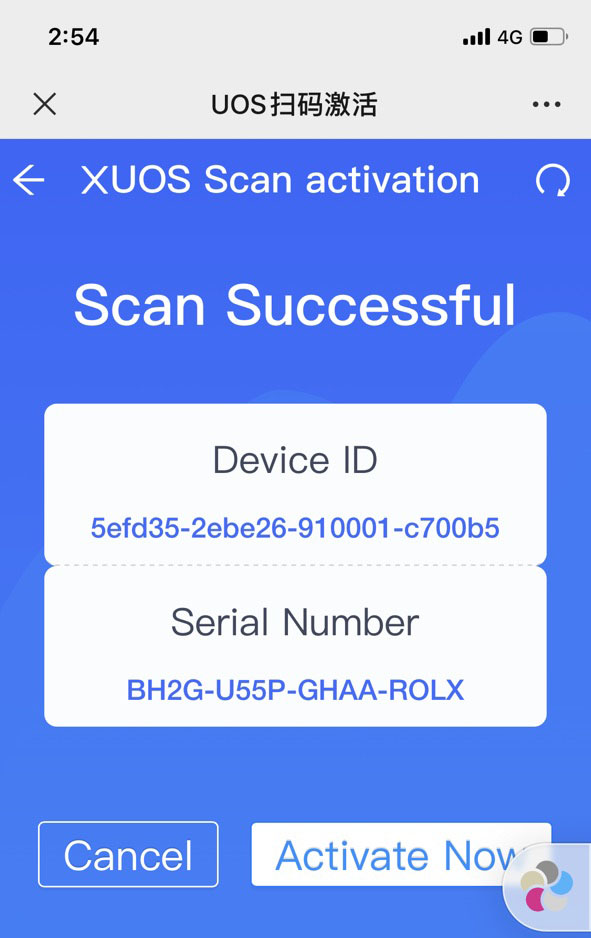 2:54 4G
UOS扫码激活
XUOS Scan activation
Scan Successful
Device ID
5efd35-2ebe26-910001-c700b5
Serial Number
BH2G-U55P-GHAA-ROLX
Cancel Activate Now